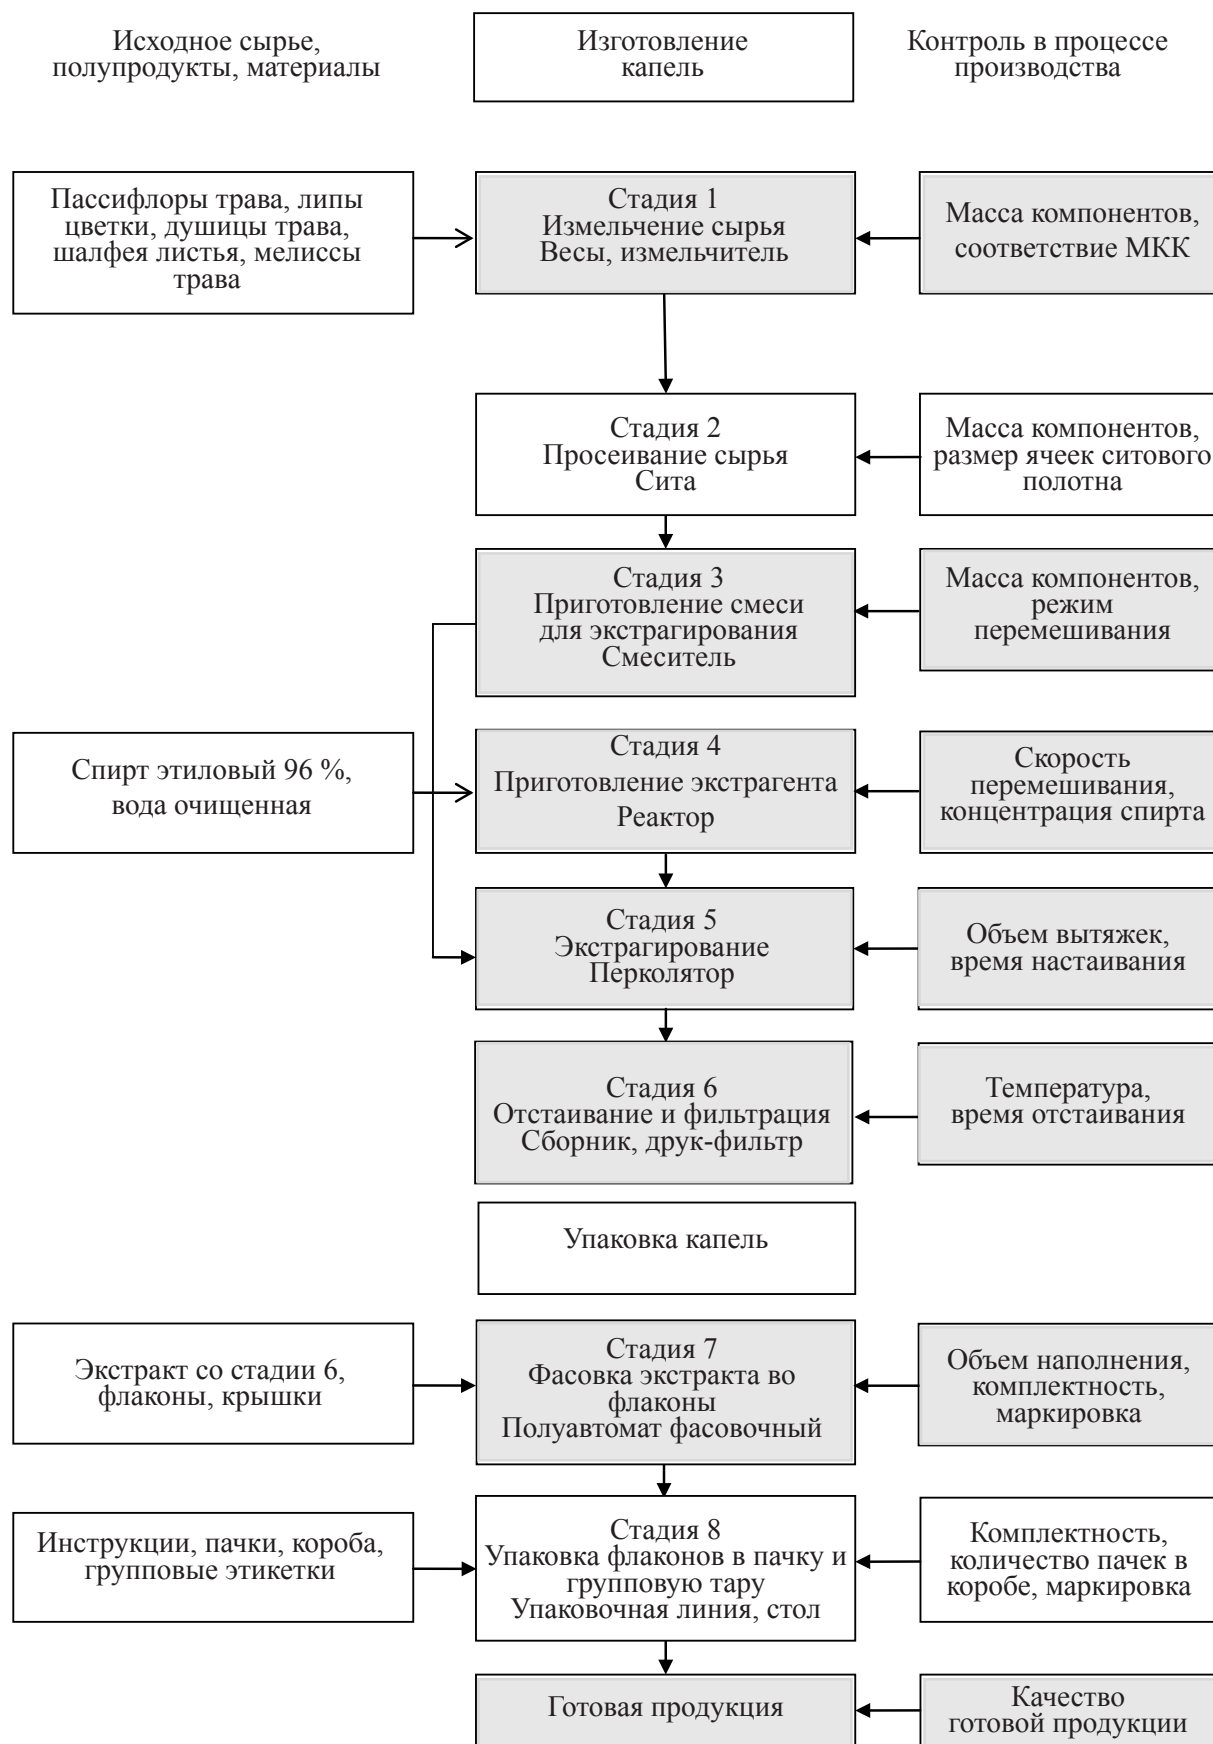 Исходное сырье,
полупродукты, материалы
Изготовление
капель
Контроль в процессе
производства
Пассифлоры трава, липы
цветки, душицы трава,
шалфея листья, мелиссы
трава
Стадия 1
Измельчение сырья
Весы, измельчитель
Масса компонентов,
соответствие МКК
Стадия 2
Просеивание сырья
Сита
Масса компонентов,
размер ячеек ситового
полотна
Стадия 3
Приготовление смеси
для экстрагирования
Смеситель
Масса компонентов,
режим
перемешивания
Спирт этиловый 96 %,
вода очищенная
Стадия 4
Приготовление экстрагента
Реактор
Скорость
перемешивания,
концентрация спирта
Стадия 5
Экстрагирование
Перколятор
Объем вытяжек,
время настаивания
Стадия 6
Отстаивание и фильтрация
Сборник, друк-фильтр
Температура,
время отстаивания
Упаковка капель
Экстракт со стадии 6,
флаконы, крышки
Стадия 7
Фасовка экстракта во
флаконы
Полуавтомат фасовочный
Объем наполнения,
комплектность,
маркировка
Инструкции, пачки, короба,
групповые этикетки
Стадия 8
Упаковка флаконов в пачку и
групповую тару
Упаковочная линия, стол
Комплектность,
количество пачек в
коробе, маркировка
Готовая продукция
Качество
готовой продукции